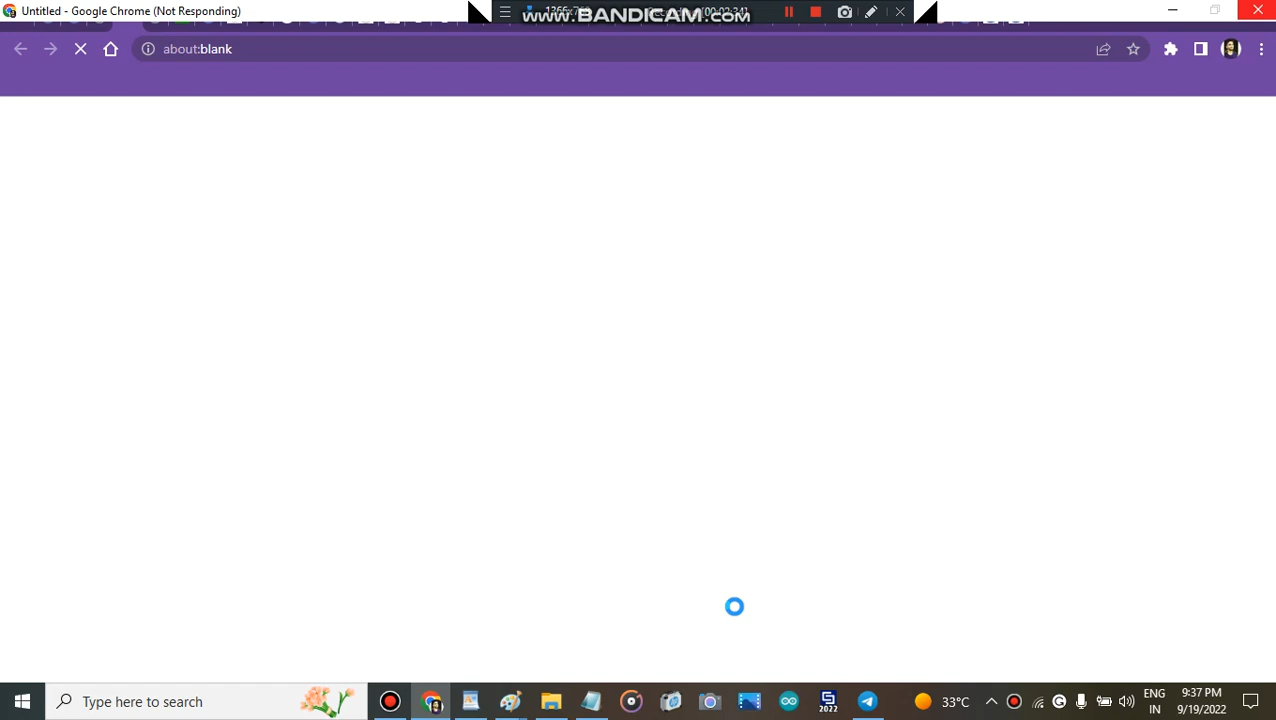 Untitled - Google Chrome (Not Responding)
www.BANDICAM.com
about:blank
Type here to search
2022
33°C
ENG
IN
9:37 PM
9/19/2022